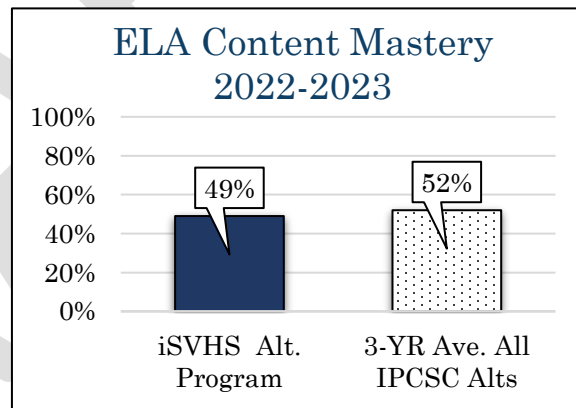 ELA Content Mastery
2022-2023
100%
80%
60%
40%
20%
0%
49%
52%
iSVHS Alt.
Program
3-YR Ave. All
IPCSC Alts